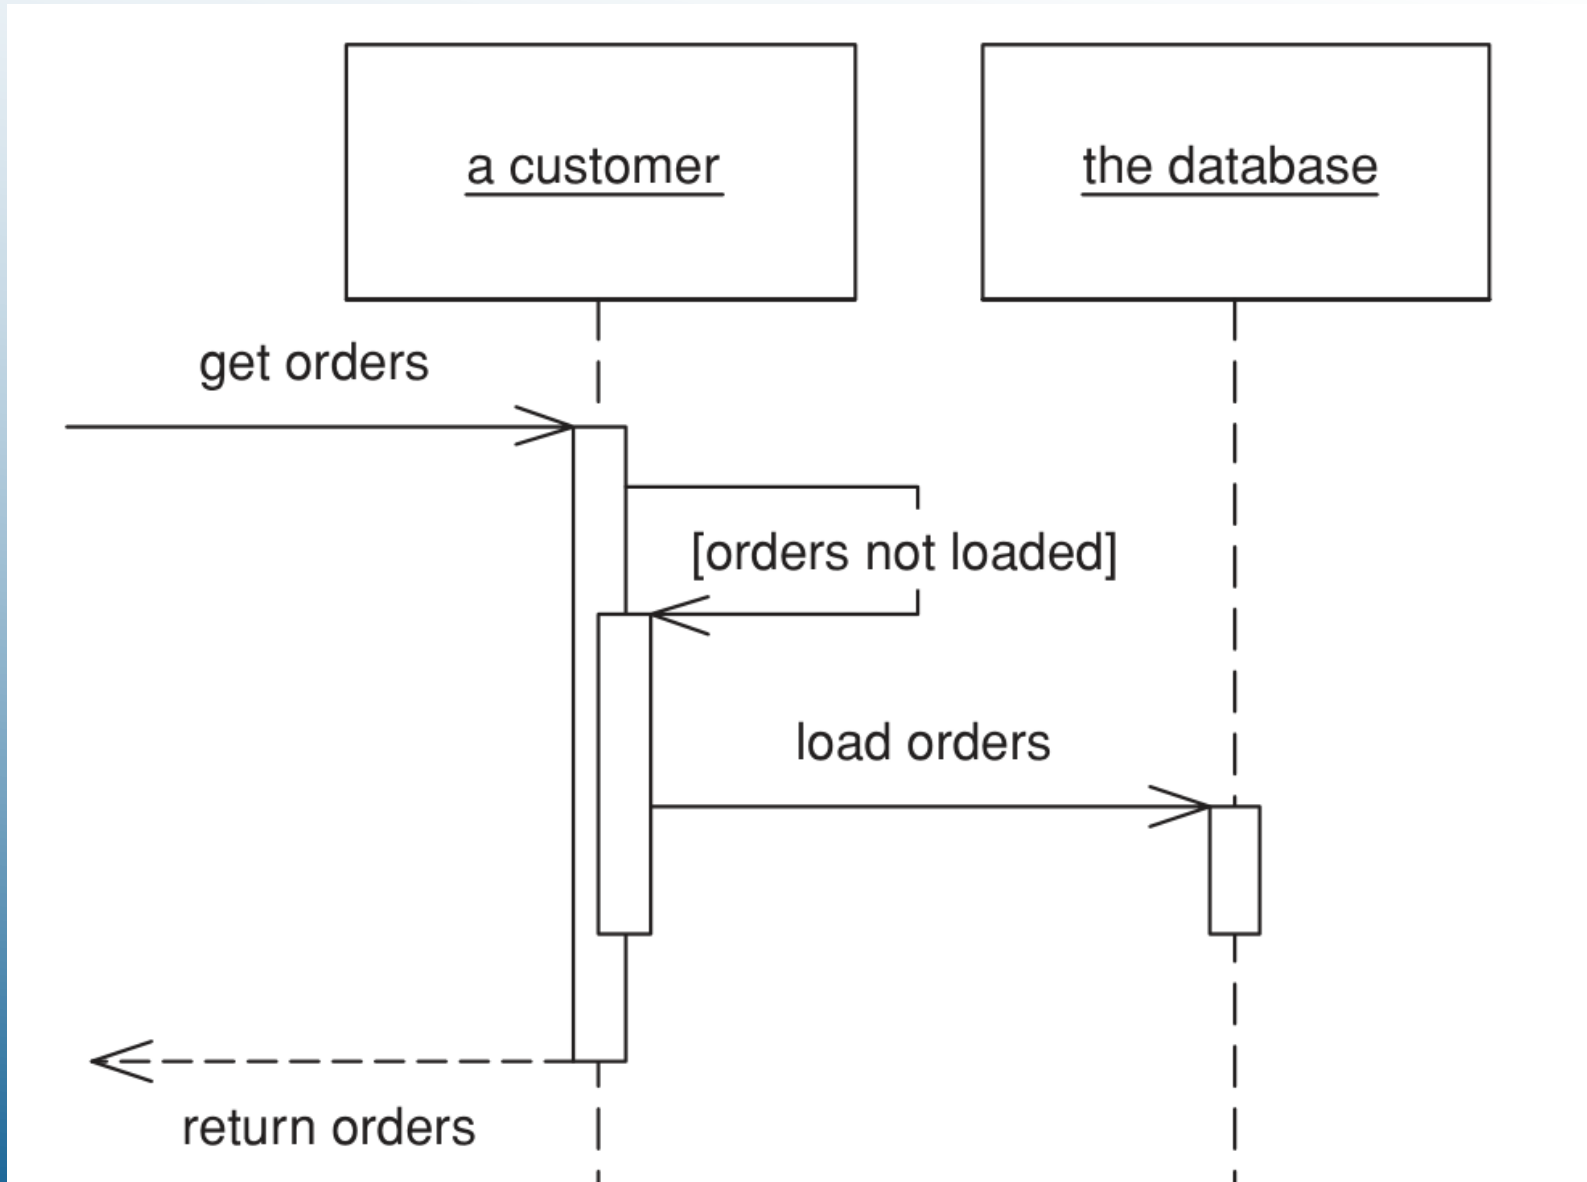 a customer
the database
get orders
[orders not loaded]
load orders
return orders